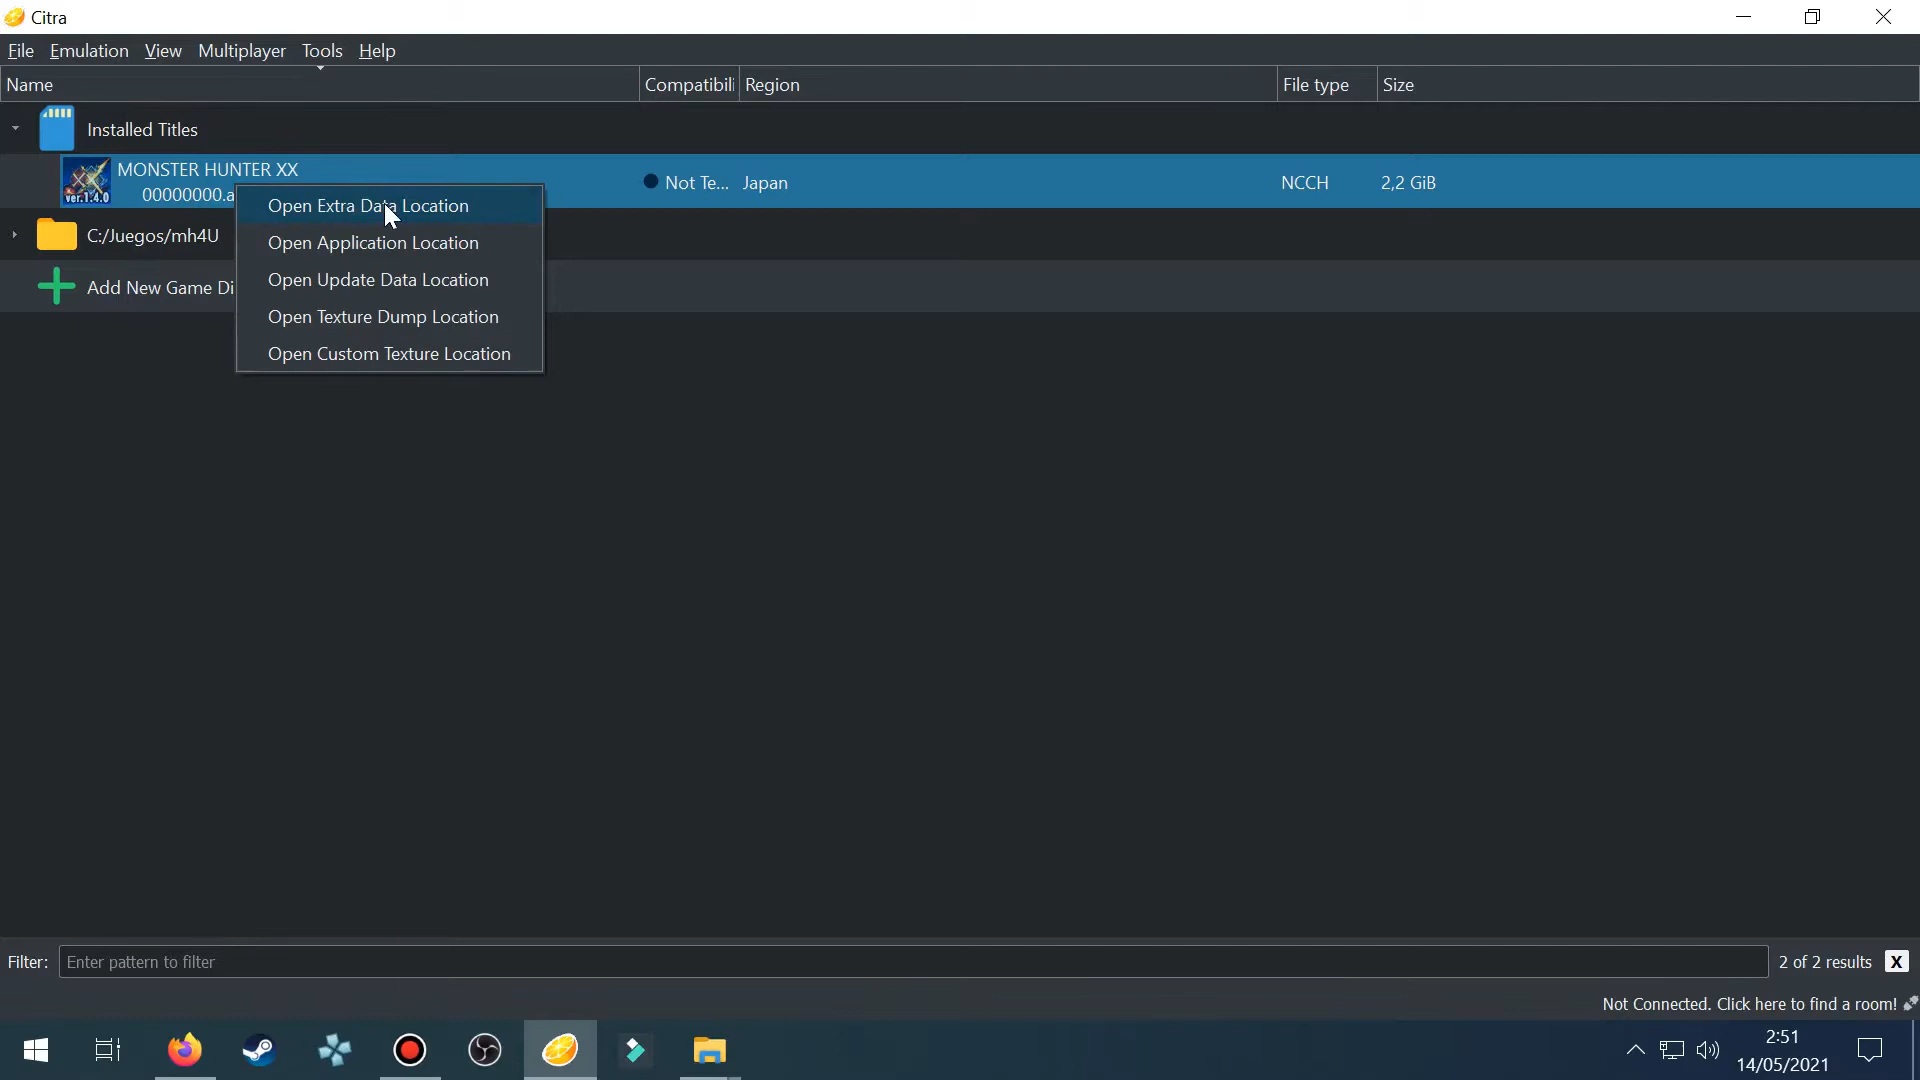 Citra
File Emulation View Multiplayer Tools Help
Name Compatibili Region File type Size
Installed Titles
MONSTER HUNTER XX
00000000.a
ver.1.4.0
Not Te... Japan NCCH 2,2 GiB
Open Extra Data Location
Open Application Location
Open Update Data Location
Open Texture Dump Location
Open Custom Texture Location
C:/Juegos/mh4U
Add New Game Di
Filter: Enter pattern to filter 2 of 2 results X
Not Connected. Click here to find a room!
2:51
14/05/2021